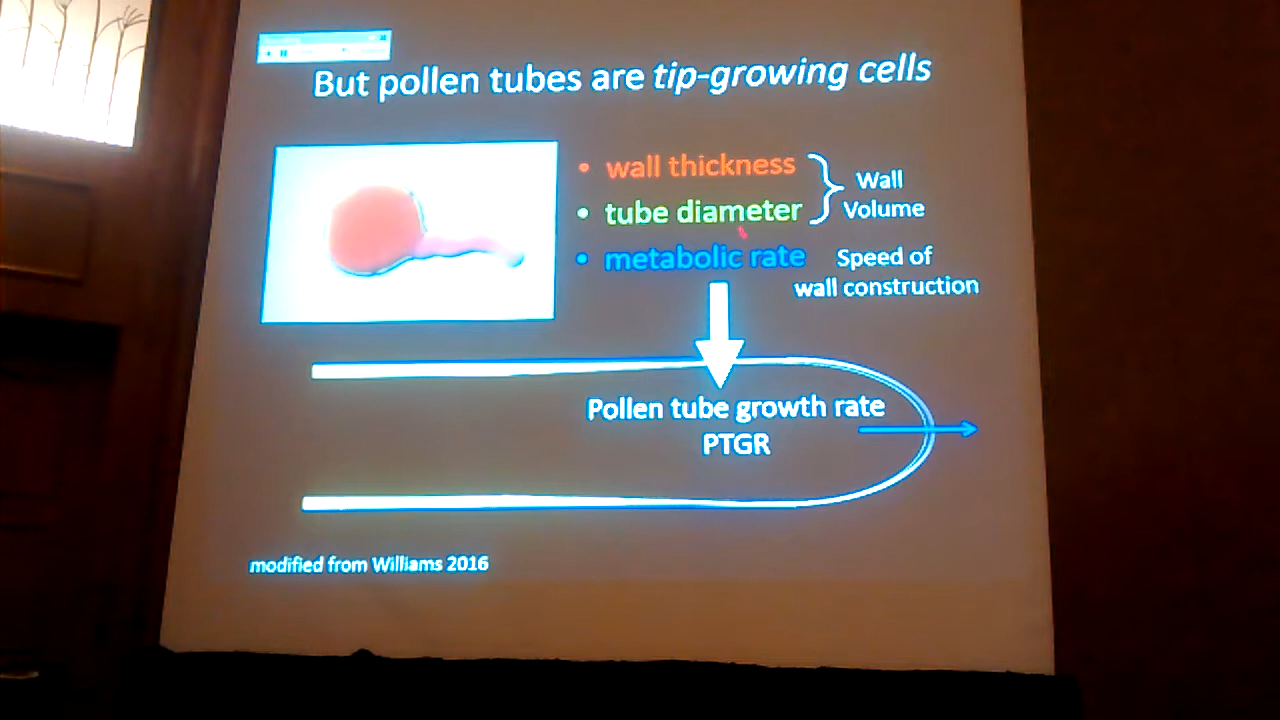 But pollen tubes are tip-growing cells
• wall thickness
• tube diameter
Wall
Volume
• metabolic rate
Speed of
wall construction
Pollen tube growth rate
PTGR
modified from Williams 2016